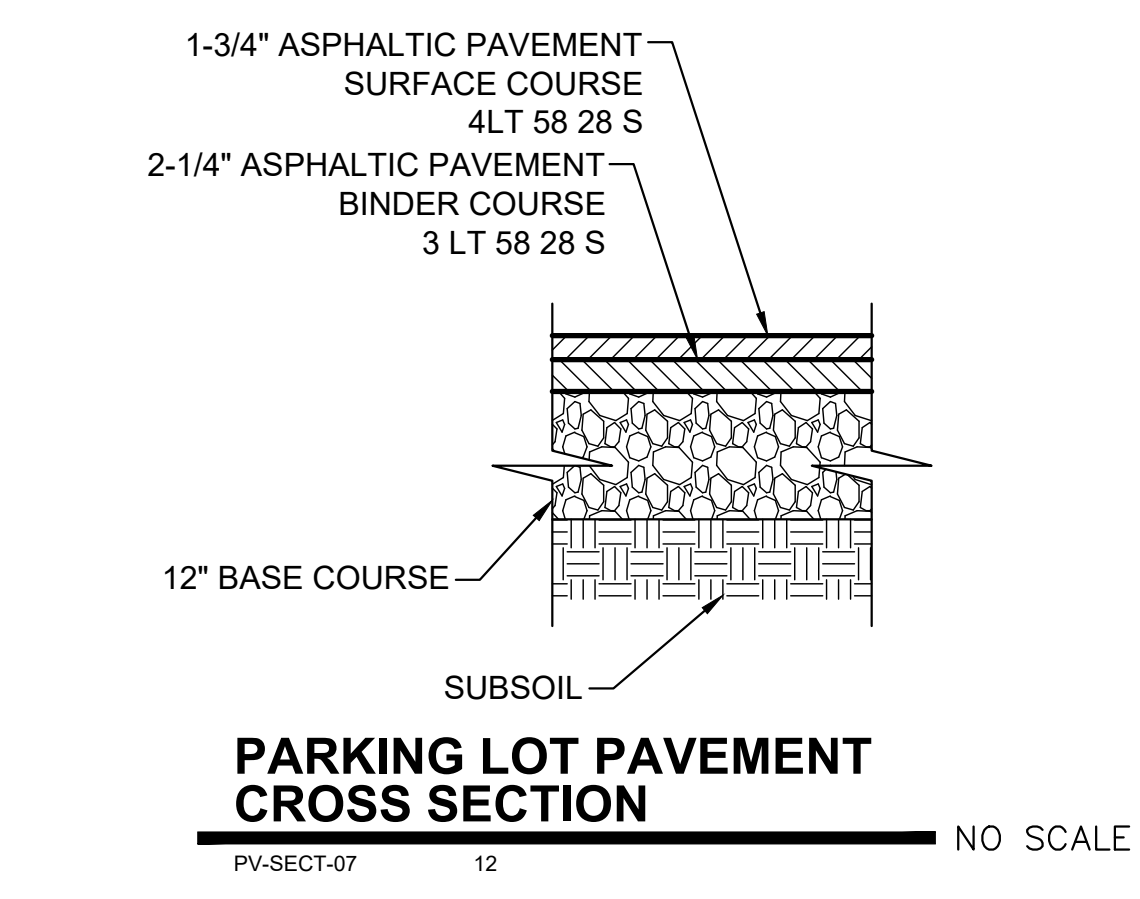 1-3/4" ASPHALTIC PAVEMENT
SURFACE COURSE
4LT 58 28 S
2-1/4" ASPHALTIC PAVEMENT
BINDER COURSE
3 LT 58 28 S
12" BASE COURSE
SUBSOIL
PARKING LOT PAVEMENT
CROSS SECTION
NO SCALE
PV-SECT-07 12